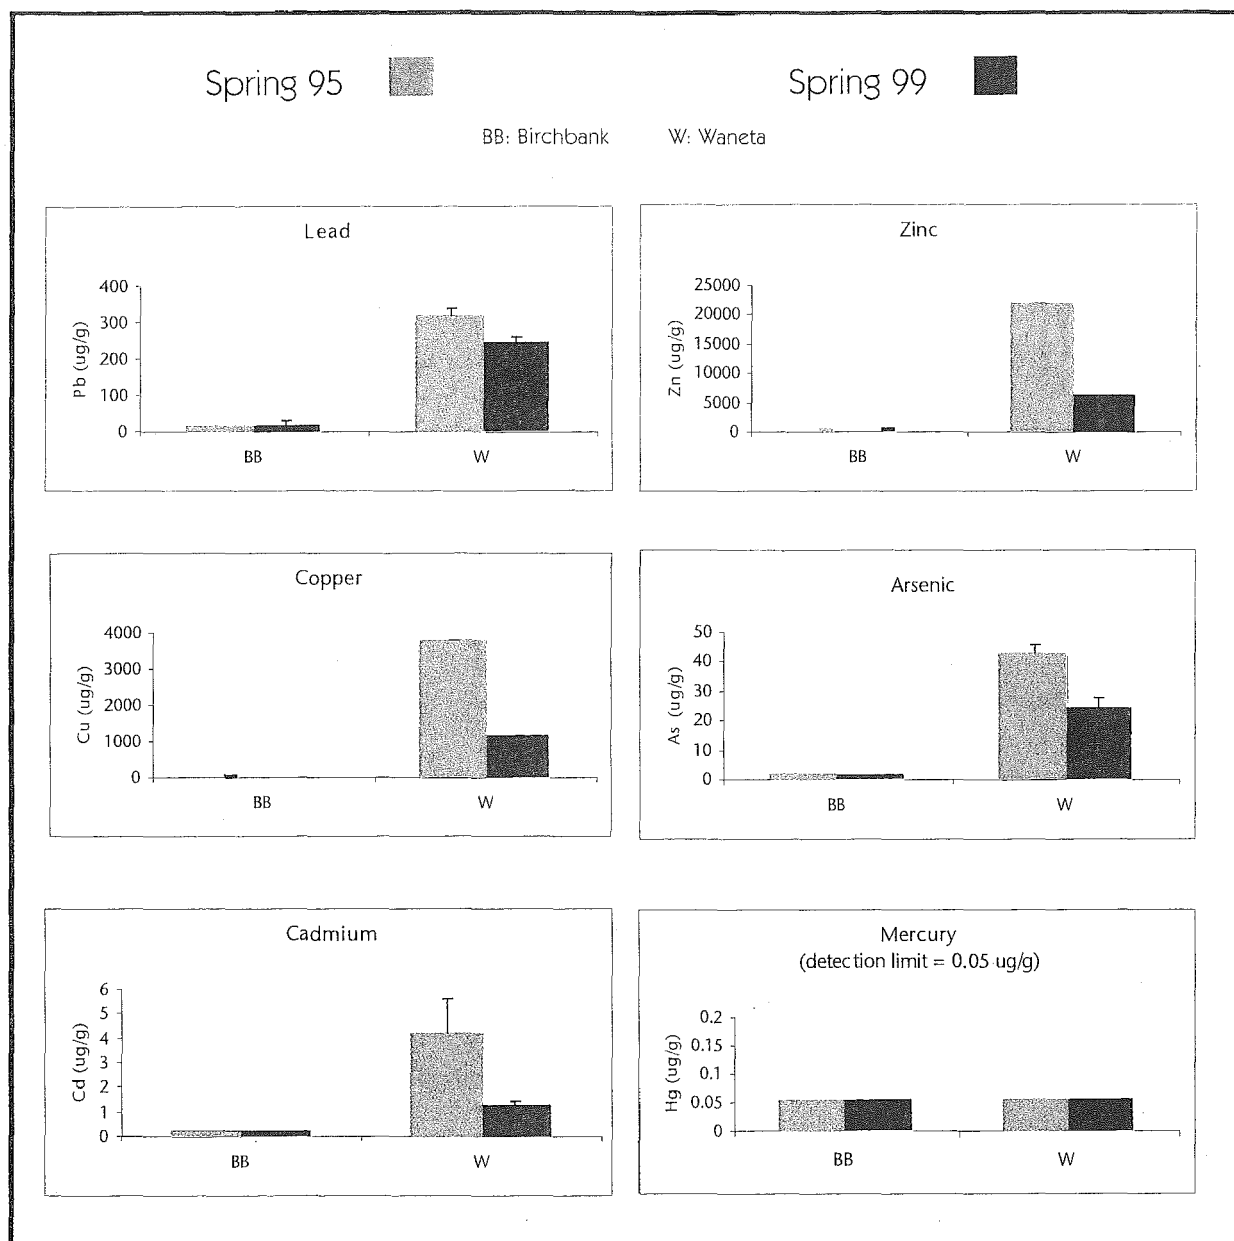 Spring 95 Spring 99
BB: Birchbank W: Waneta
Lead
Pb (ug/g)
400
300
200
100
0
BB W
Zinc
Zn (ug/g)
25000
20000
15000
10000
5000
0
BB W
Copper
Cu (ug/g)
4000
3000
2000
1000
0
BB W
Arsenic
As (ug/g)
50
40
30
20
10
0
BB W
Cadmium
Cd (ug/g)
6
5
4
3
2
1
0
BB W
Mercury
(detection limit = 0.05 ug/g)
Hg (ug/g)
0.2
0.15
0.1
0.05
0
BB W